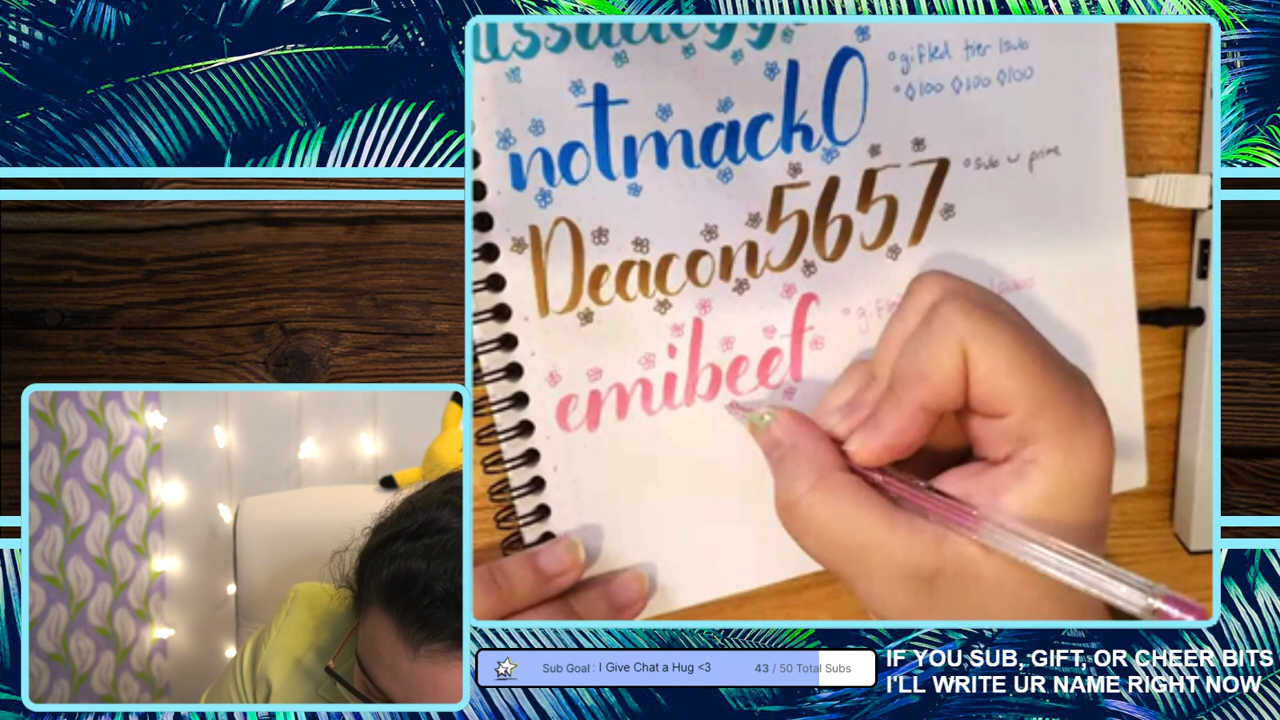 notmack0
°gifted tier 1 sub
°◊100 ◊100 ◊100
Deacon5657
°sub w prime
emibeef
Sub Goal: I Give Chat a Hug <3 43 / 50 Total Subs
IF YOU SUB, GIFT, OR CHEER BITS
I'LL WRITE UR NAME RIGHT NOW